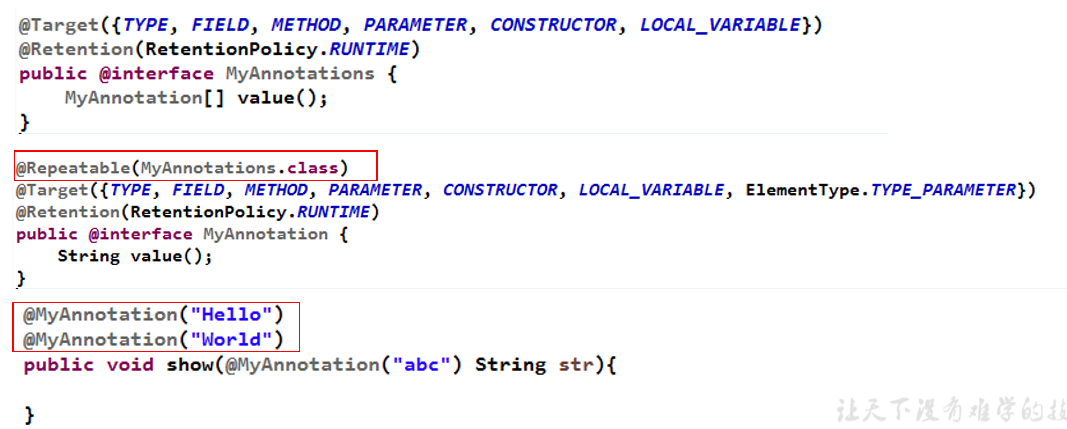 @Target({TYPE, FIELD, METHOD, PARAMETER, CONSTRUCTOR, LOCAL_VARIABLE})
@Retention(RetentionPolicy.RUNTIME)
public @interface MyAnnotations {
    MyAnnotation[] value();
}
@Repeatable(MyAnnotations.class)
@Target({TYPE, FIELD, METHOD, PARAMETER, CONSTRUCTOR, LOCAL_VARIABLE, ElementType.TYPE_PARAMETER})
@Retention(RetentionPolicy.RUNTIME)
public @interface MyAnnotation {
    String value();
}
@MyAnnotation("Hello")
@MyAnnotation("World")
public void show(@MyAnnotation("abc") String str){
}
让天下没有难学的技